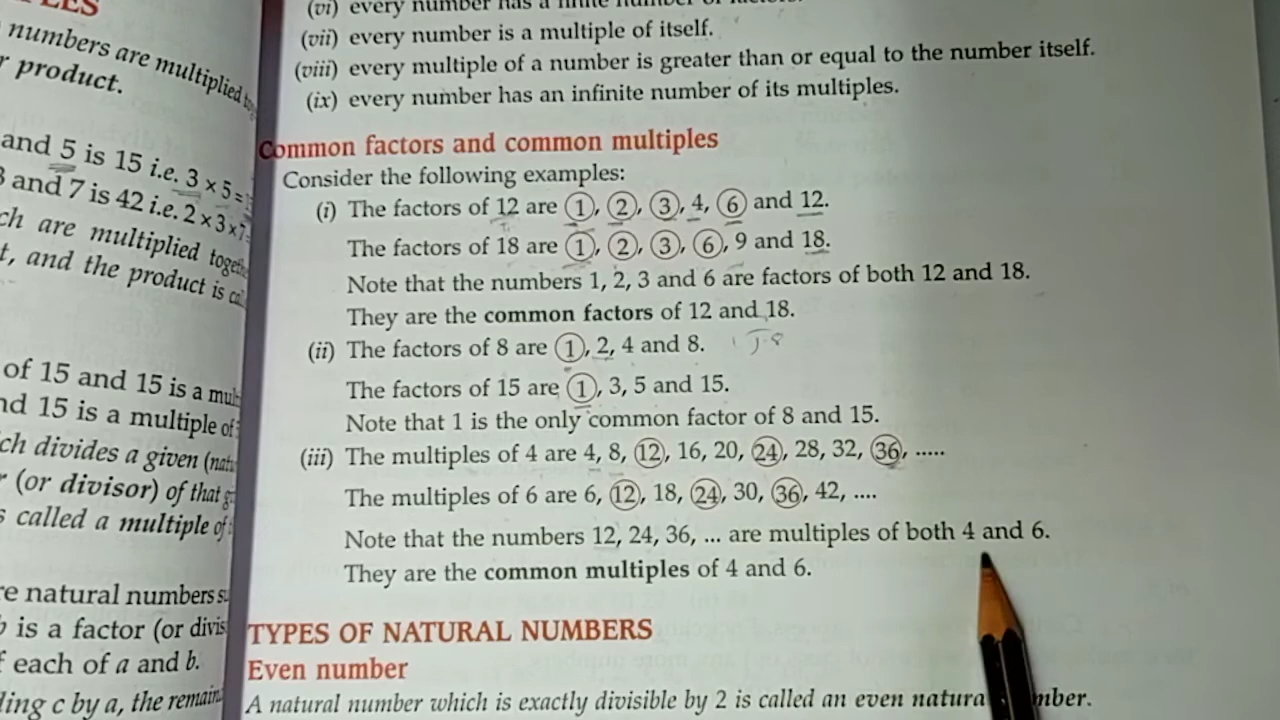 numbers are multiplied
product.
and 5 is 15 i.e. 3 × 5 =
and 7 is 42 i.e. 2 × 3 × 7
are multiplied
and the product is
of 15 and 15 is a
15 is a multiple of
divides a given
(or divisor) of that
called a multiple of
natural numbers
is a factor (or
each of a and b.
c by a, the
(vi) every number has a finite number of
(vii) every number is a multiple of itself.
(viii) every multiple of a number is greater than or equal to the number itself.
(ix) every number has an infinite number of its multiples.
Common factors and common multiples
Consider the following examples:
(i) The factors of 12 are 1, 2, 3, 4, 6 and 12.
The factors of 18 are 1, 2, 3, 6, 9 and 18.
Note that the numbers 1, 2, 3 and 6 are factors of both 12 and 18.
They are the common factors of 12 and 18.
(ii) The factors of 8 are 1, 2, 4 and 8.
The factors of 15 are 1, 3, 5 and 15.
Note that 1 is the only common factor of 8 and 15.
(iii) The multiples of 4 are 4, 8, 12, 16, 20, 24, 28, 32, 36, .....
The multiples of 6 are 6, 12, 18, 24, 30, 36, 42, ....
Note that the numbers 12, 24, 36, ... are multiples of both 4 and 6.
They are the common multiples of 4 and 6.
TYPES OF NATURAL NUMBERS
Even number
A natural number which is exactly divisible by 2 is called an even